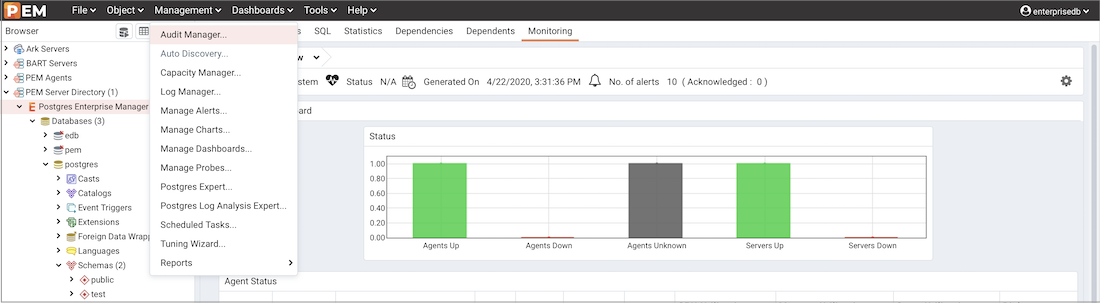 PEM File Object Management Dashboards Tools Help enterprisedb
Browser SQL Statistics Dependencies Dependents Monitoring
Ark Servers
BART Servers
PEM Agents
PEM Server Directory (1)
Postgres Enterprise Manager
Databases (3)
edb
pem
postgres
Casts
Catalogs
Event Triggers
Extensions
Foreign Data Wrapp
Languages
Schemas (2)
public
test
Audit Manager...
Auto Discovery...
Capacity Manager...
Log Manager...
Manage Alerts...
Manage Charts...
Manage Dashboards...
Manage Probes...
Postgres Expert...
Postgres Log Analysis Expert...
Scheduled Tasks...
Tuning Wizard...
Reports
Status N/A Generated On 4/22/2020, 3:31:36 PM No. of alerts 10 ( Acknowledged : 0 )
Status
1.00
0.80
0.60
0.40
0.20
0.00
Agents Up Agents Down Agents Unknown Servers Up Servers Down
Agent Status